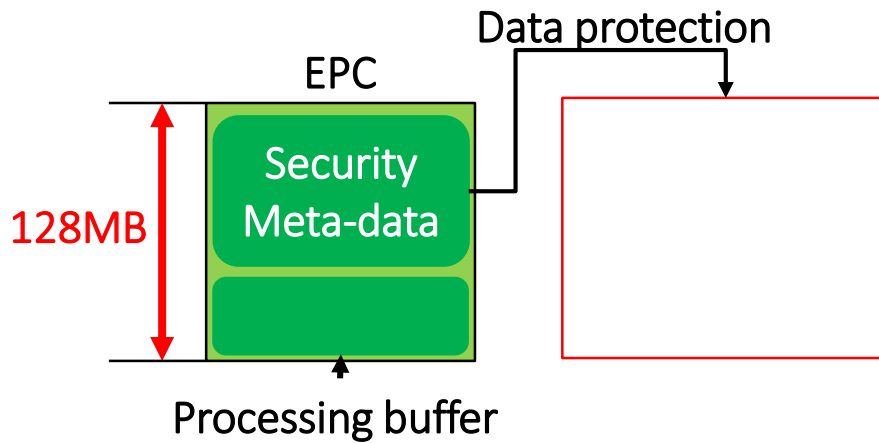 Data protection
EPC
Security
Meta-data
128MB
Processing buffer